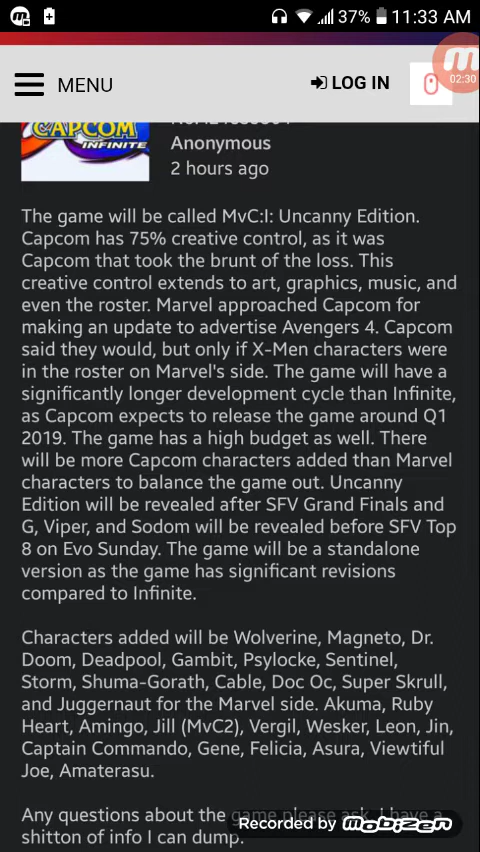 37% 11:33 AM
02:30
MENU LOG IN
CAPCOM
INFINITE
Anonymous
2 hours ago
The game will be called MvC:I: Uncanny Edition.
Capcom has 75% creative control, as it was
Capcom that took the brunt of the loss. This
creative control extends to art, graphics, music, and
even the roster. Marvel approached Capcom for
making an update to advertise Avengers 4. Capcom
said they would, but only if X-Men characters were
in the roster on Marvel's side. The game will have a
significantly longer development cycle than Infinite,
as Capcom expects to release the game around Q1
2019. The game has a high budget as well. There
will be more Capcom characters added than Marvel
characters to balance the game out. Uncanny
Edition will be revealed after SFV Grand Finals and
G, Viper, and Sodom will be revealed before SFV Top
8 on Evo Sunday. The game will be a standalone
version as the game has significant revisions
compared to Infinite.
Characters added will be Wolverine, Magneto, Dr.
Doom, Deadpool, Gambit, Psylocke, Sentinel,
Storm, Shuma-Gorath, Cable, Doc Oc, Super Skrull,
and Juggernaut for the Marvel side. Akuma, Ruby
Heart, Amingo, Jill (MvC2), Vergil, Wesker, Leon, Jin,
Captain Commando, Gene, Felicia, Asura, Viewtiful
Joe, Amaterasu.
Any questions about the game please ask, I have a
shitton of info I can dump.
Recorded by mobizen